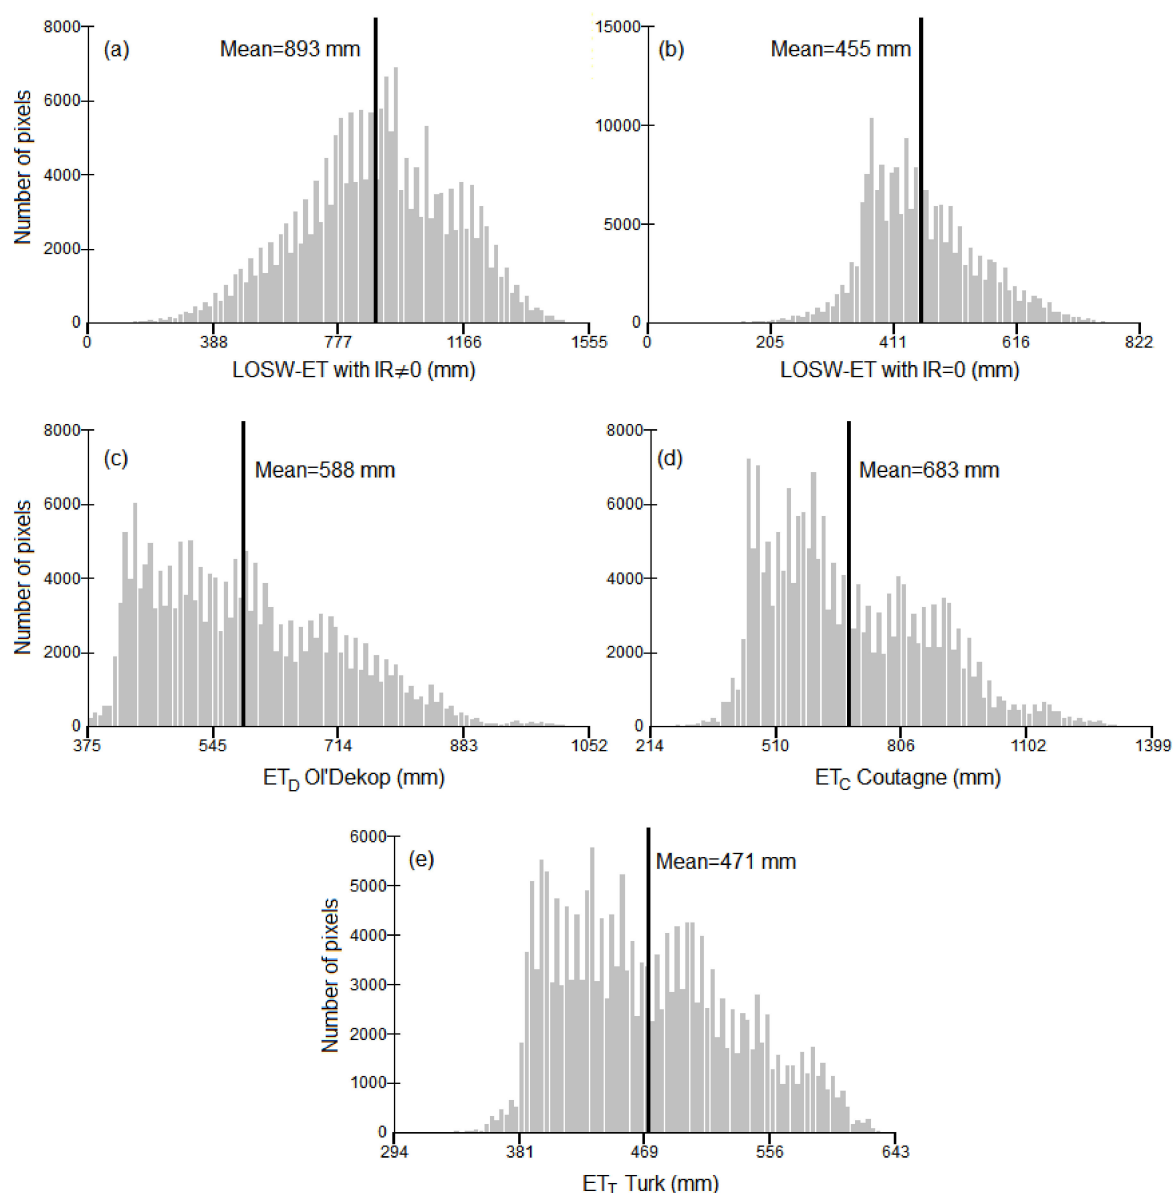 (a)
Mean=893 mm
Number of pixels
8000
6000
4000
2000
0
0 388 777 1166 1555
LOSW-ET with IR≠0 (mm)
(b)
Mean=455 mm
15000
10000
5000
0
0 205 411 616 822
LOSW-ET with IR=0 (mm)
(c)
Mean=588 mm
Number of pixels
8000
6000
4000
2000
0
375 545 714 883 1052
ET_D Ol'Dekop (mm)
(d)
Mean=683 mm
8000
6000
4000
2000
0
214 510 806 1102 1399
ET_C Coutagne (mm)
(e)
Mean=471 mm
Number of pixels
6000
5000
4000
3000
2000
1000
0
294 381 469 556 643
ET_T Turk (mm)